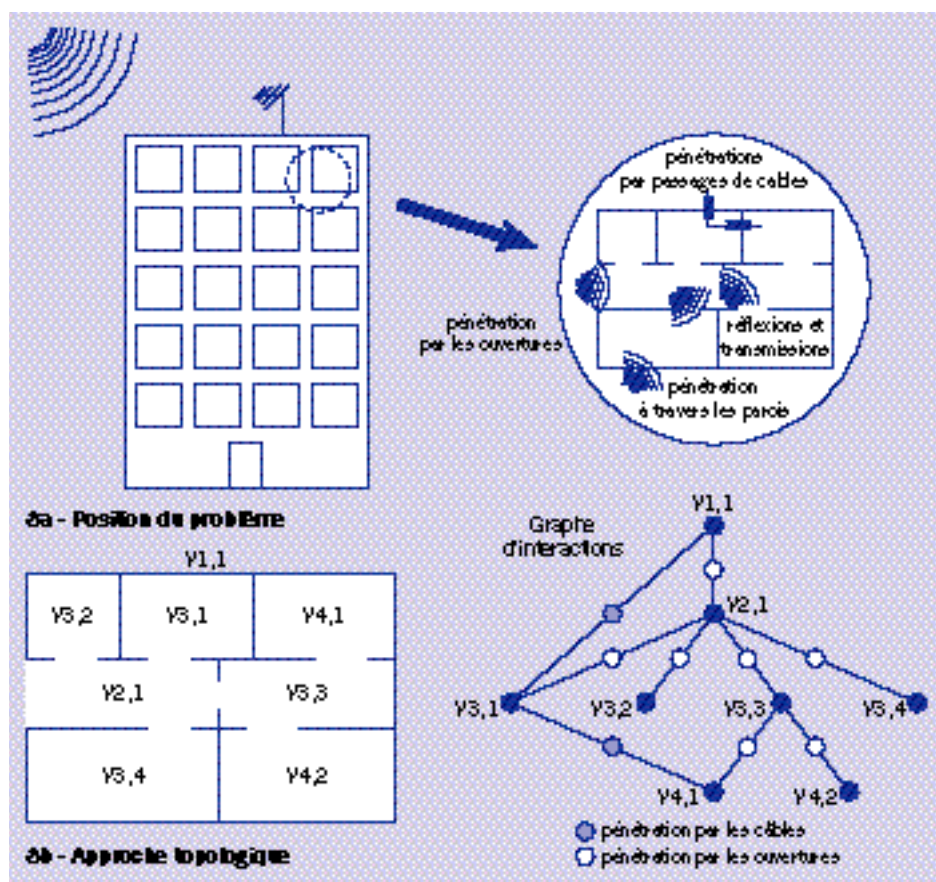 pénétrations
par passages de cables
pénétration
par les ouvertures
réflexions et
transmissions
pénétration
à travers les parois
8a - Position du problème
V1,1
V3,2
V3,1
V4,1
V2,1
V3,3
V3,4
V4,2
8b - Approche topologique
Graphe
d'interactions
V1,1
V2,1
V3,1
V3,2
V3,3
V3,4
V4,1
V4,2
pénétration par les câbles
pénétration par les ouvertures